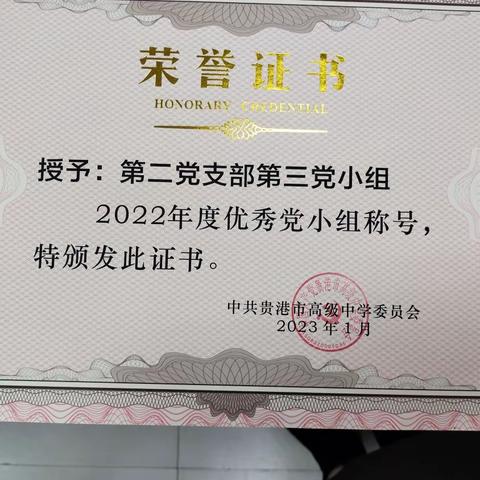 荣誉证书
HONORARY CREDENTIAL
授予：第二党支部第三党小组
2022年度优秀党小组称号，
特颁发此证书。
中共贵港市高级中学委员会
2023年1月